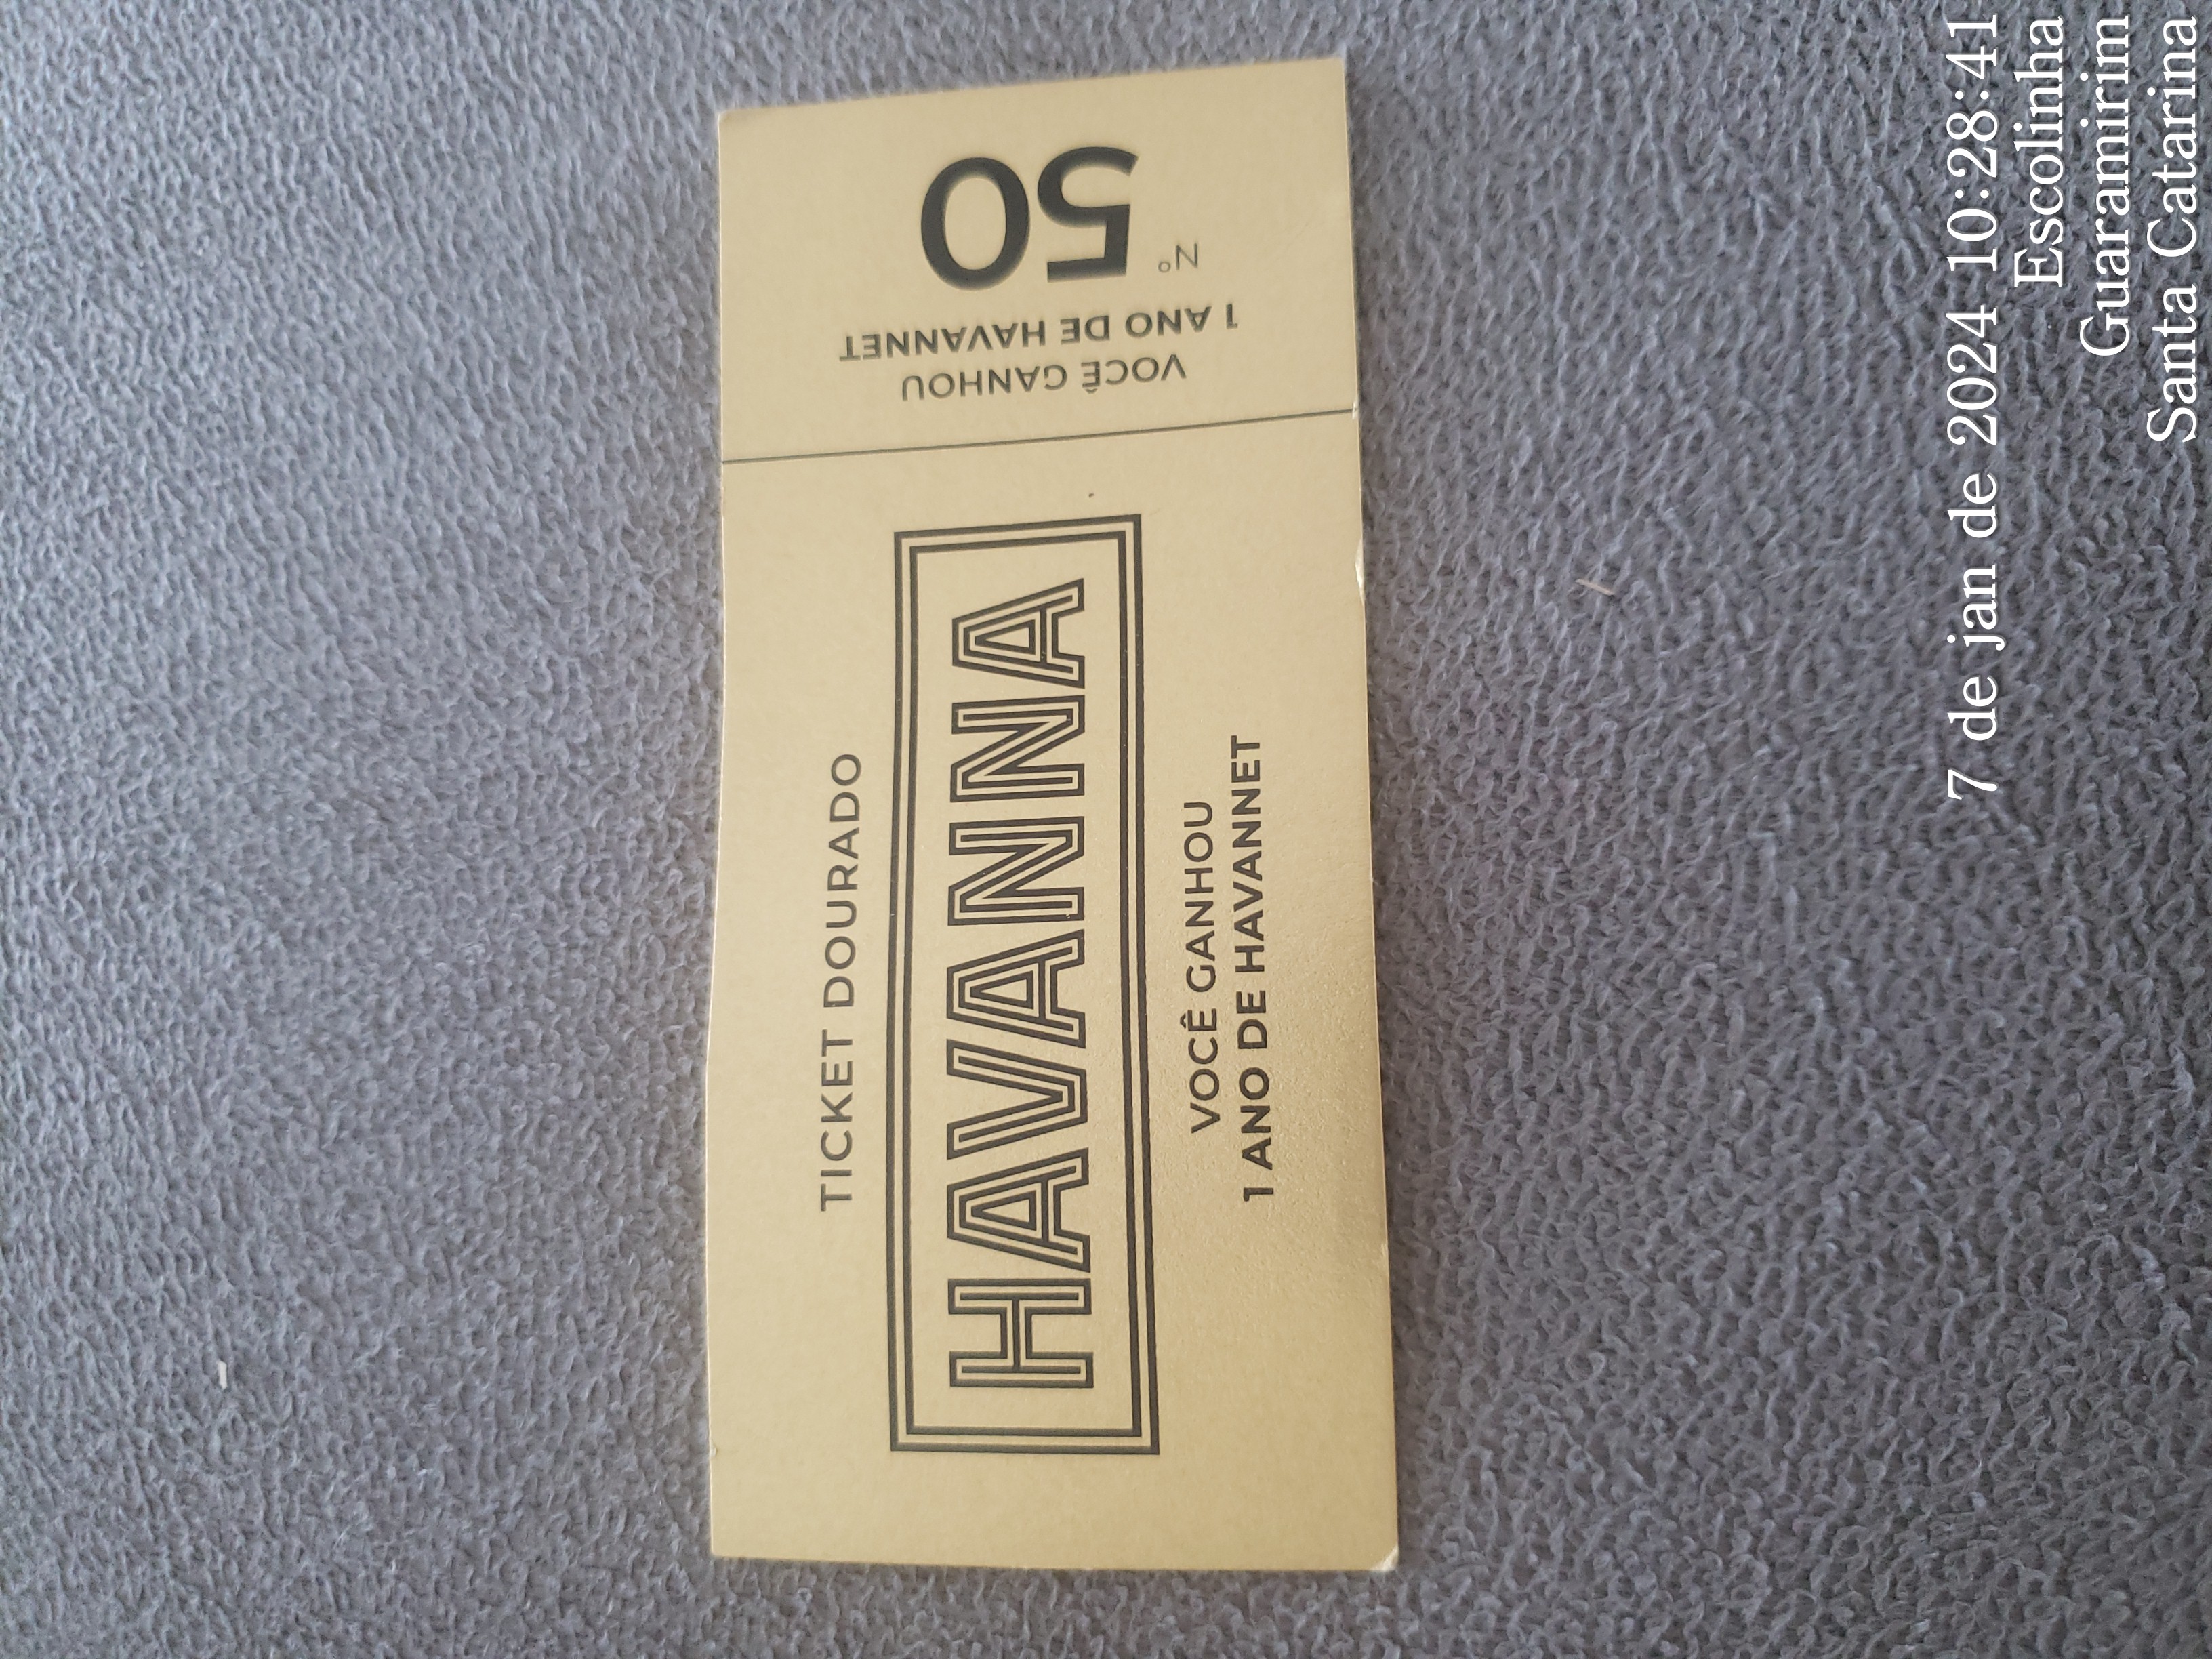 TICKET DOURADO
HAVANNA
VOCÊ GANHOU
1 ANO DE HAVANNET
VOCÊ GANHOU
1 ANO DE HAVANNET
Nº 50
7 de jan de 2024 10:28:41
Escolinha
Guaramirim
Santa Catarina